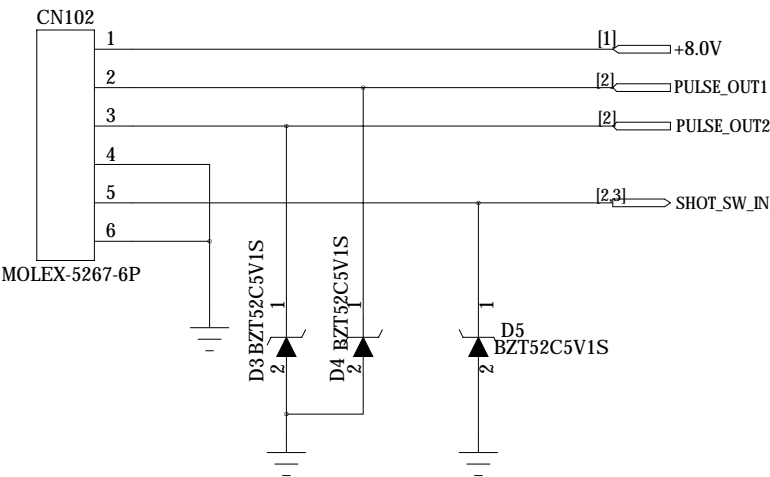 CN102
1
[1]
+8.0V
2
[2]
PULSE_OUT1
3
[2]
PULSE_OUT2
4
5
[2,3]
SHOT_SW_IN
6
MOLEX-5267-6P
D3 BZT52C5V1S
1
2
D4 BZT52C5V1S
1
2
1
D5
BZT52C5V1S
2